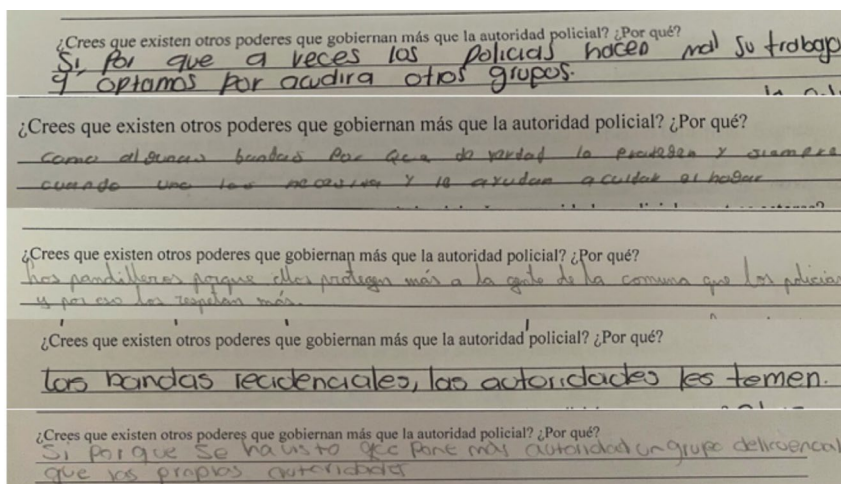 ¿Crees que existen otros poderes que gobiernan más que la autoridad policial? ¿Por qué?
Si, por que a veces los policias hacen mal su trabajo
y optamos por acudir a otros grupos.
¿Crees que existen otros poderes que gobiernan más que la autoridad policial? ¿Por qué?
como algunas bandas por que de verdad lo protegen y siempre
cuando uno los necesita y le ayudan a cuidar el hogar
¿Crees que existen otros poderes que gobiernan más que la autoridad policial? ¿Por qué?
Los pandilleros porque ellos protegen más a la gente de la comuna que los policias
y por eso los respetan más.
¿Crees que existen otros poderes que gobiernan más que la autoridad policial? ¿Por qué?
Las bandas recidenciales, las autoridades les temen.
¿Crees que existen otros poderes que gobiernan más que la autoridad policial? ¿Por qué?
Si porque se ha visto que pone más autoridad un grupo delincuencal
que las propias autoridades